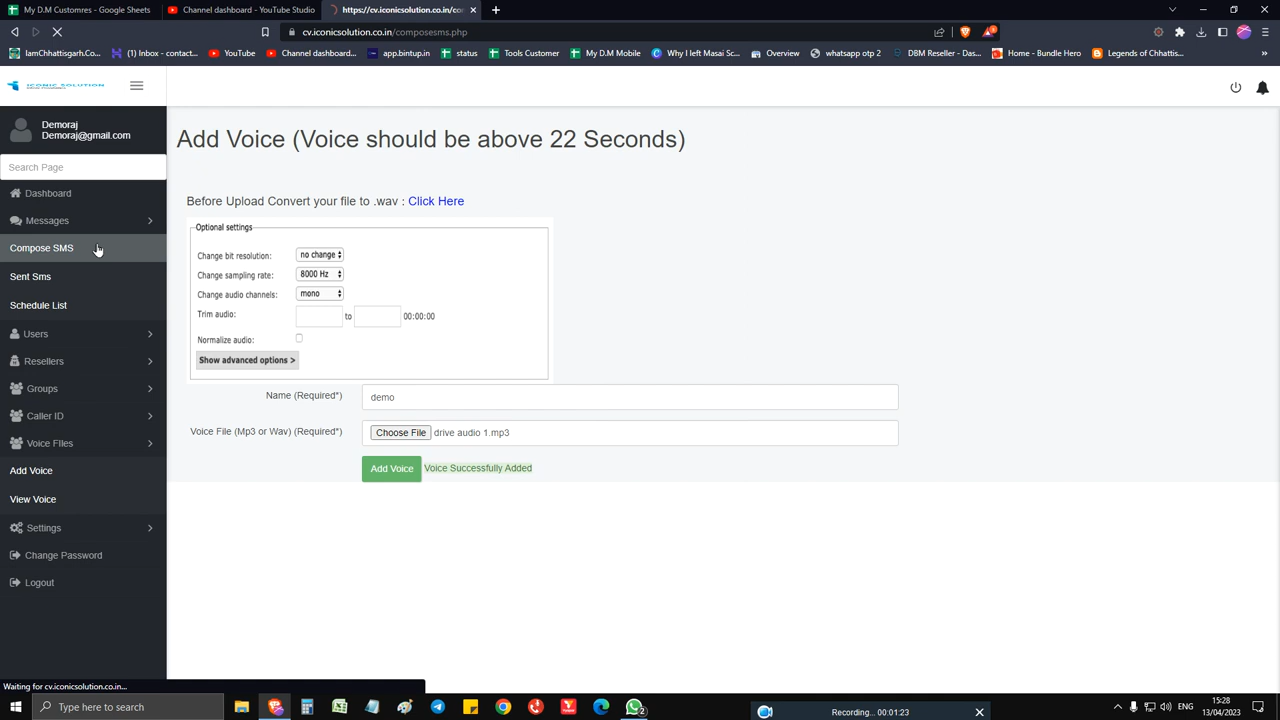 My D.M Customres - Google Sheets
Channel dashboard - YouTube Studio
https://cv.iconicsolution.co.in/co
cv.iconicsolution.co.in/composesms.php
IamChhattisgarh.Co...
(1) Inbox - contact...
YouTube
Channel dashboard...
app.bintup.in
status
Tools Customer
My D.M Mobile
Why I left Masai Sc...
Overview
whatsapp otp 2
DBM Reseller - Das...
Home - Bundle Hero
Legends of Chhattis...
ICONIC SOLUTION
Demoraj
Demoraj@gmail.com
Search Page
Dashboard
Messages
Compose SMS
Sent Sms
Schedule List
Users
Resellers
Groups
Caller ID
Voice FIles
Add Voice
View Voice
Settings
Change Password
Logout
Add Voice (Voice should be above 22 Seconds)
Before Upload Convert your file to .wav : Click Here
Optional settings
Change bit resolution: no change
Change sampling rate: 8000 Hz
Change audio channels: mono
Trim audio: to 00:00:00
Normalize audio:
Show advanced options >
Name (Required*) demo
Voice File (Mp3 or Wav) (Required*) Choose File drive audio 1.mp3
Add Voice Voice Successfully Added
Waiting for cv.iconicsolution.co.in...
Type here to search
2
Recording... 00:01:23
ENG
15:28
13/04/2023